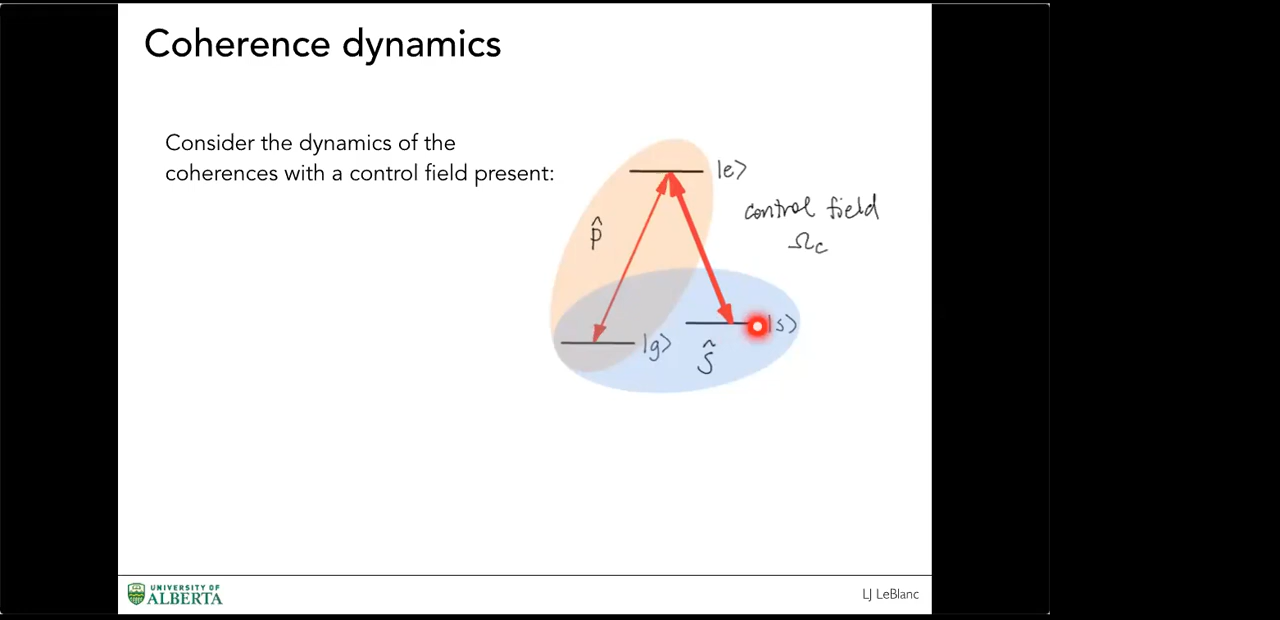 Coherence dynamics
Consider the dynamics of the
coherences with a control field present:
|e⟩
control field
Ω_c
p̂
|g⟩
|s⟩
ŝ
UNIVERSITY OF
ALBERTA
LJ LeBlanc